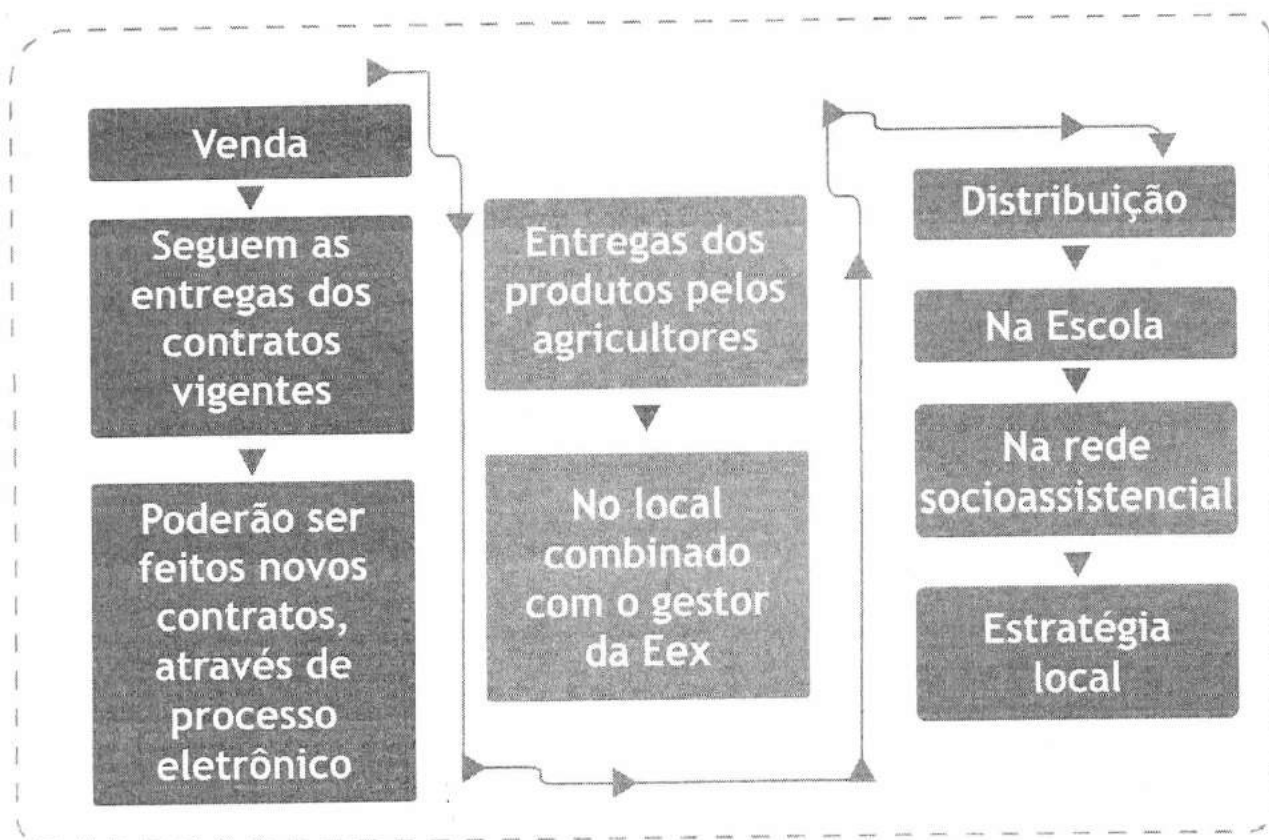 Venda
Seguem as
entregas dos
contratos
vigentes
Poderão ser
feitos novos
contratos,
através de
processo
eletrônico
Entregas dos
produtos pelos
agricultores
No local
combinado
com o gestor
da Eex
Distribuição
Na Escola
Na rede
socioassistencial
Estratégia
local